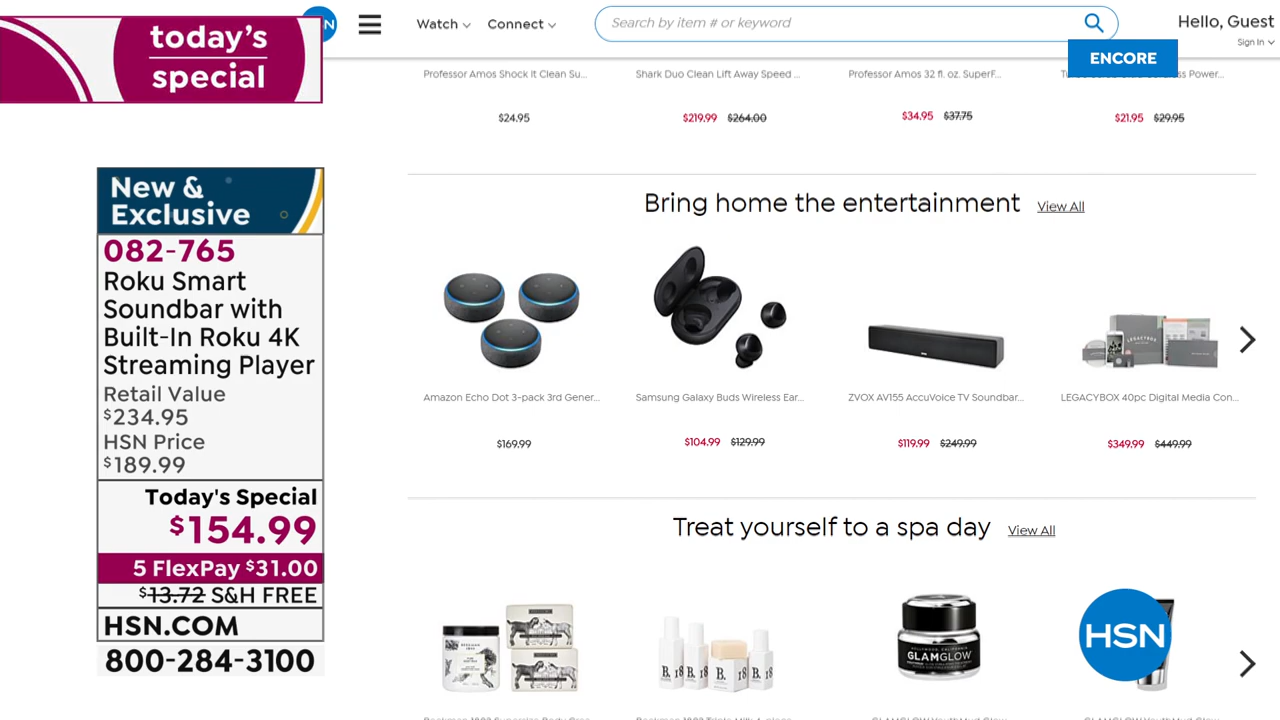 today's
special
HSN
Watch
Connect
Search by item # or keyword
Hello, Guest
Sign In
ENCORE
Professor Amos Shock It Clean Su...
Shark Duo Clean Lift Away Speed ...
Professor Amos 32 fl. oz. SuperF...
Power...
$24.95
$219.99 $264.00
$34.95 $37.75
$21.95 $29.95
New &
Exclusive
082-765
Roku Smart
Soundbar with
Built-In Roku 4K
Streaming Player
Retail Value
$234.95
HSN Price
$189.99
Today's Special
$154.99
5 FlexPay $31.00
$13.72 S&H FREE
HSN.COM
800-284-3100
Bring home the entertainment View All
LEGACYBOX
Amazon Echo Dot 3-pack 3rd Gener...
Samsung Galaxy Buds Wireless Ear...
ZVOX AV155 AccuVoice TV Soundbar...
LEGACYBOX 40pc Digital Media Con...
$169.99
$104.99 $129.99
$119.99 $249.99
$349.99 $449.99
Treat yourself to a spa day View All
B. 18
B. 18
GLAMGLOW
HSN